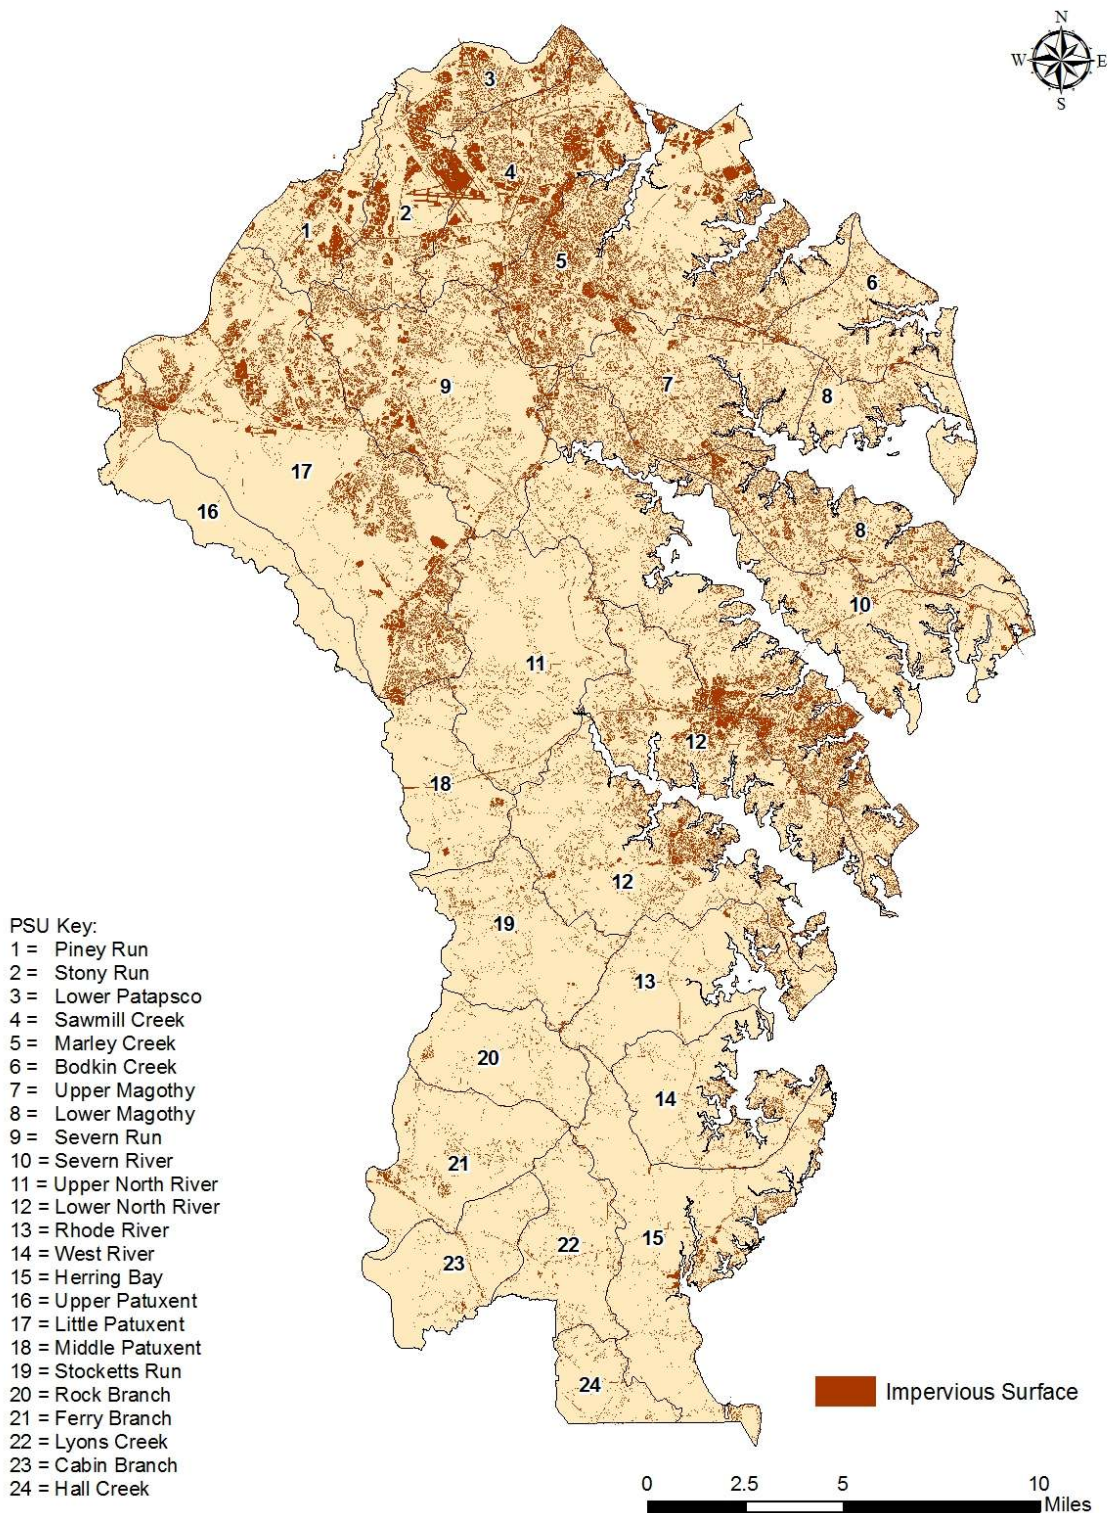 N
W E
S
3
4
2
1
5
6
9
7
8
17
16
8
10
11
12
18
12
19
13
20
14
21
22
15
23
24
PSU Key:
1 = Piney Run
2 = Stony Run
3 = Lower Patapsco
4 = Sawmill Creek
5 = Marley Creek
6 = Bodkin Creek
7 = Upper Magothy
8 = Lower Magothy
9 = Severn Run
10 = Severn River
11 = Upper North River
12 = Lower North River
13 = Rhode River
14 = West River
15 = Herring Bay
16 = Upper Patuxent
17 = Little Patuxent
18 = Middle Patuxent
19 = Stocketts Run
20 = Rock Branch
21 = Ferry Branch
22 = Lyons Creek
23 = Cabin Branch
24 = Hall Creek
Impervious Surface
0 2.5 5 10
Miles